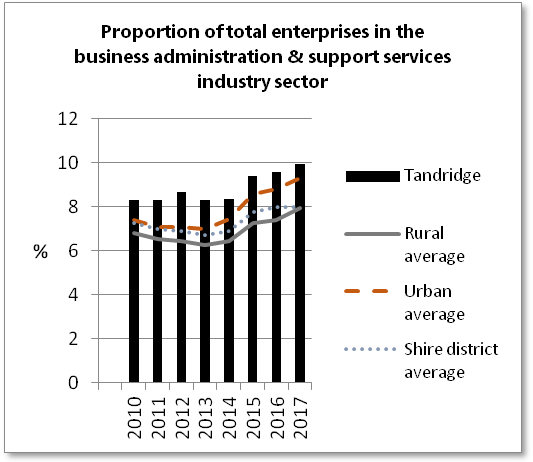 Proportion of total enterprises in the
business administration & support services
industry sector
12
10
8
6
4
2
0
%
2010
2011
2012
2013
2014
2015
2016
2017
Tandridge
Rural
average
Urban
average
Shire district
average